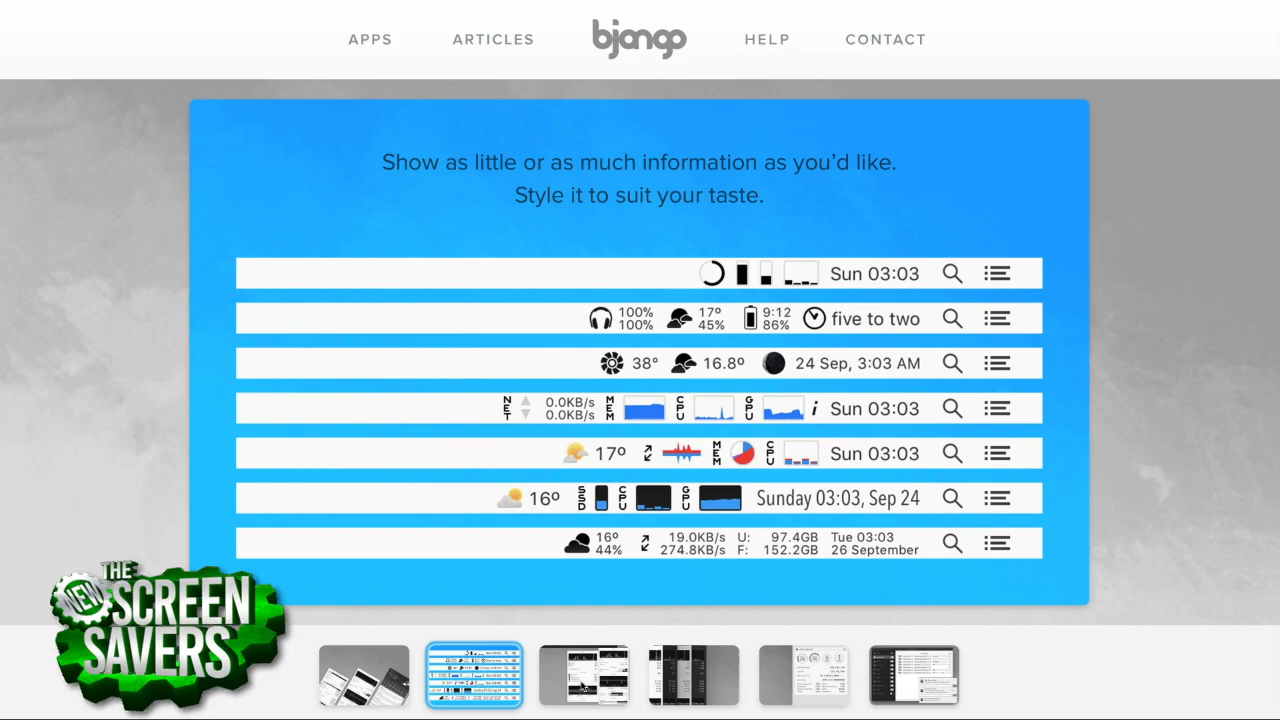 APPS ARTICLES bjango HELP CONTACT
Show as little or as much information as you'd like.
Style it to suit your taste.
Sun 03:03
100% 17º 9:12
100% 45% 86% five to two
38° 16.8º 24 Sep, 3:03 AM
NET 0.0KB/s MEM CPU GPU i Sun 03:03
0.0KB/s
17º MEM CPU Sun 03:03
16º SSD CPU GPU Sunday 03:03, Sep 24
16º 19.0KB/s U: 97.4GB Tue 03:03
44% 274.8KB/s F: 152.2GB 26 September
THE
NEW SCREEN
SAVERS